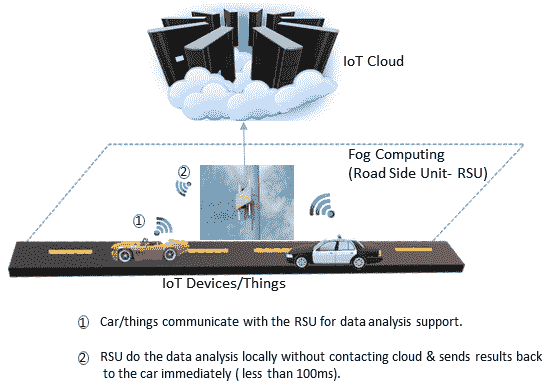 IoT Cloud
Fog Computing
(Road Side Unit- RSU)
②
①
IoT Devices/Things
① Car/things communicate with the RSU for data analysis support.
② RSU do the data analysis locally without contacting cloud & sends results back
to the car immediately ( less than 100ms).